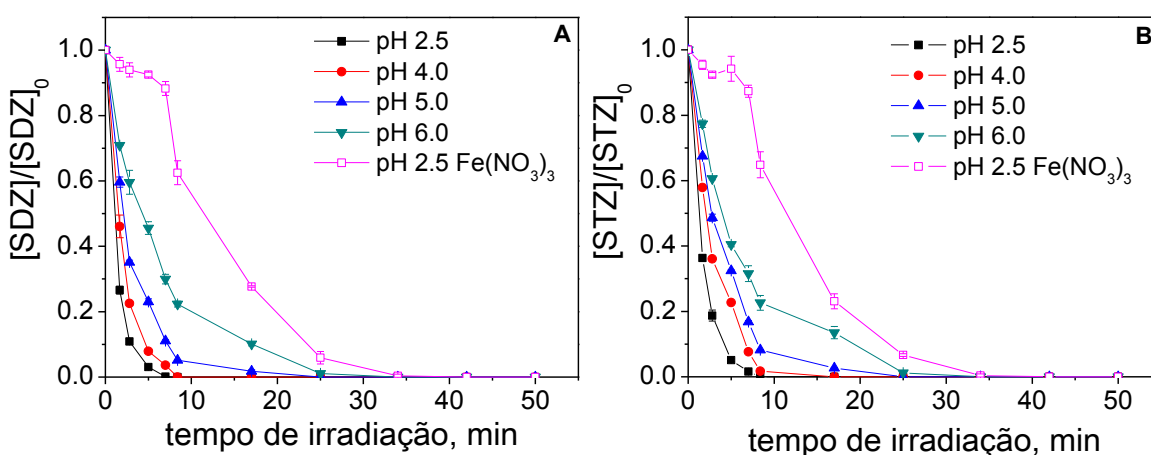 A
pH 2.5
pH 4.0
pH 5.0
pH 6.0
pH 2.5 Fe(NO₃)₃
[SDZ]/[SDZ]₀
1.0
0.8
0.6
0.4
0.2
0.0
0 10 20 30 40 50
tempo de irradiação, min
B
pH 2.5
pH 4.0
pH 5.0
pH 6.0
pH 2.5 Fe(NO₃)₃
[STZ]/[STZ]₀
1.0
0.8
0.6
0.4
0.2
0.0
0 10 20 30 40 50
tempo de irradiação, min